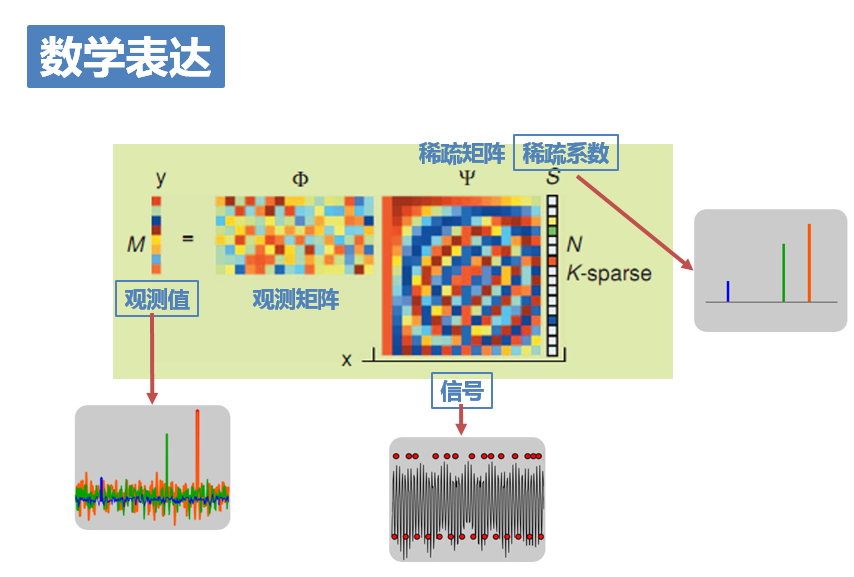 数学表达
稀疏矩阵 稀疏系数
y Φ Ψ S
M = N
K-sparse
观测值 观测矩阵
x
信号